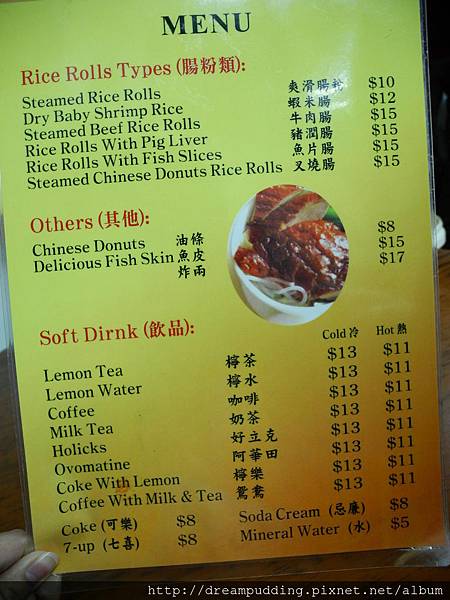 MENU
Rice Rolls Types (腸粉類):
Steamed Rice Rolls 爽滑腸粉 $10
Dry Baby Shrimp Rice 蝦米腸 $12
Steamed Beef Rice Rolls 牛肉腸 $15
Rice Rolls With Pig Liver 豬潤腸 $15
Rice Rolls With Fish Slices 魚片腸 $15
Steamed Chinese Donuts Rice Rolls 叉燒腸 $15
Others (其他):
Chinese Donuts 油條 $8
Delicious Fish Skin 魚皮 $15
炸兩 $17
Soft Dirnk (飲品): Cold 冷 Hot 熱
Lemon Tea 檸茶 $13 $11
Lemon Water 檸水 $13 $11
Coffee 咖啡 $13 $11
Milk Tea 奶茶 $13 $11
Holicks 好立克 $13 $11
Ovomatine 阿華田 $13 $11
Coke With Lemon 檸樂 $13 $11
Coffee With Milk & Tea 鴛鴦 $13 $11
Coke (可樂) $8 Soda Cream (忌廉) $8
7-up (七喜) $8 Mineral Water (水) $5
http://dreampudding.pixnet.net/album